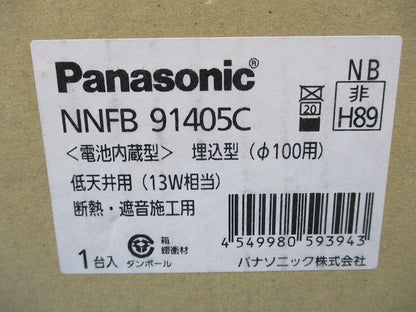 Panasonic®
NNFB 91405C
〈電池内蔵型〉 埋込型（φ100用）
低天井用（13W相当）
断熱・遮音施工用
NB
20
非
H89
1台入
箱
緩衝材
ダンボール
4 549980 593943
パナソニック株式会社